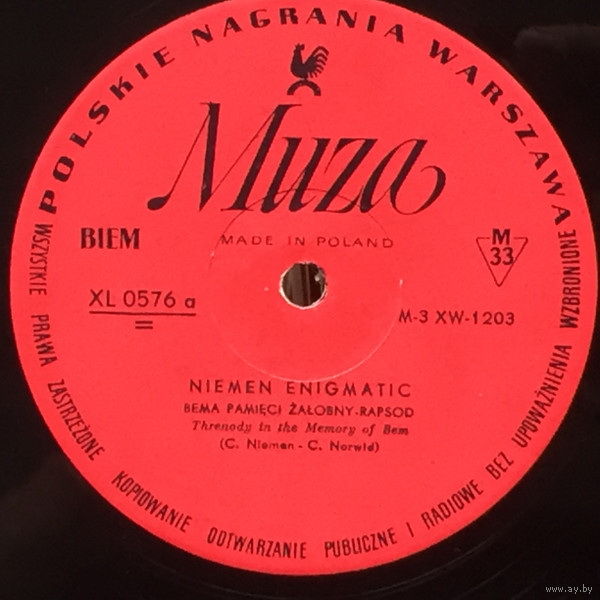 POLSKIE NAGRANIA WARSZAWA
Muza
BIEM
MADE IN POLAND
M
33
XL 0576 a
M-3 XW-1203
NIEMEN ENIGMATIC
BEMA PAMIĘCI ŻAŁOBNY-RAPSOD
Threnody in the Memory of Bem
(C. Niemen - C. Norwid)
WSZYSTKIE PRAWA ZASTRZEŻONE KOPIOWANIE ODTWARZANIE PUBLICZNE I RADIOWE BEZ UPOWAŻNIENIA WZBRONIONE
www.ay.by